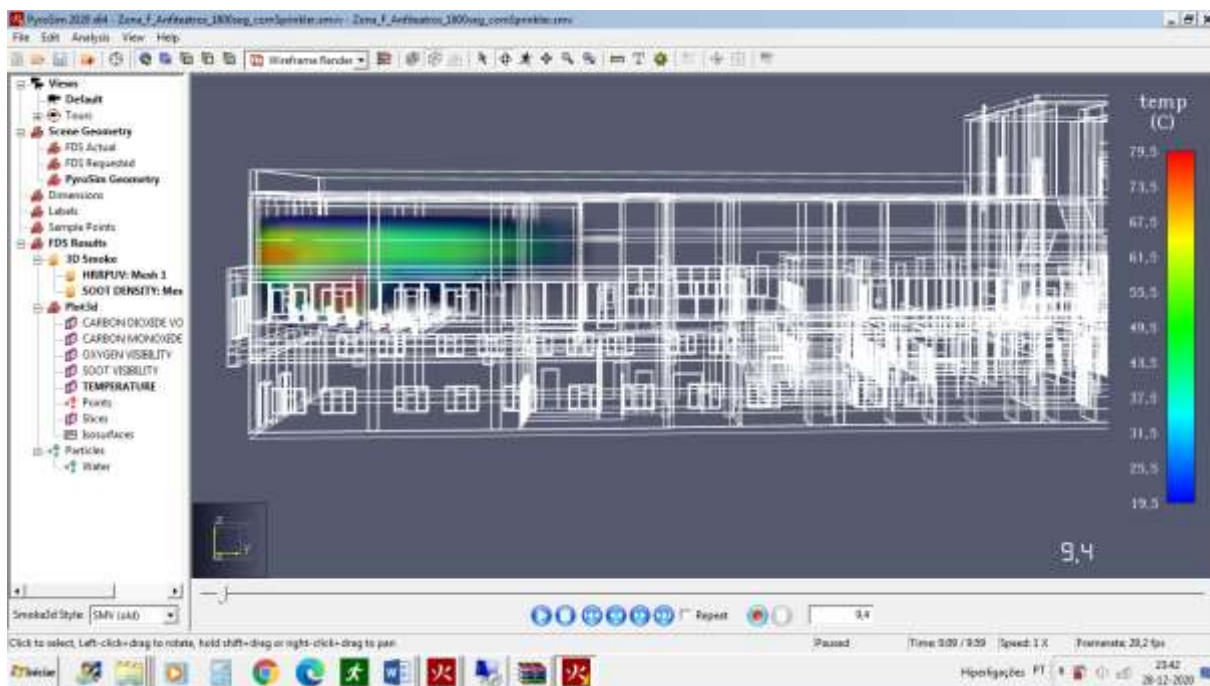 PyroSim 2020 x64 - Zona_F_Anfiteatros_1800seg_comSprinkler.smvv - Zona_F_Anfiteatros_1800seg_comSprinkler.smv
File Edit Analysis View Help
Wireframe Render
Views
Default
Tours
Scene Geometry
FDS Actual
FDS Requested
PyroSim Geometry
Dimensions
Labels
Sample Points
FDS Results
3D Smoke
HRRPUV: Mesh 1
SOOT DENSITY: Mes
Plot3d
CARBON DIOXIDE VO
CARBON MONOXIDE
OXYGEN VISIBILITY
SOOT VISIBILITY
TEMPERATURE
Points
Slices
Isosurfaces
Particles
Water
temp
(C)
79,5
73,5
67,5
61,5
55,5
49,5
43,5
37,5
31,5
25,5
19,5
Z
Y
9,4
Smoke3d Style: SMV (old)
Repeat
9,4
Click to select, Left-click+drag to rotate, hold shift+drag or right-click+drag to pan
Paused
Time: 9.09 / 9.59
Speed: 1 X
Framerate: 29,2 fps
Iniciar
Hiperligações
PT
23:42
28-12-2020